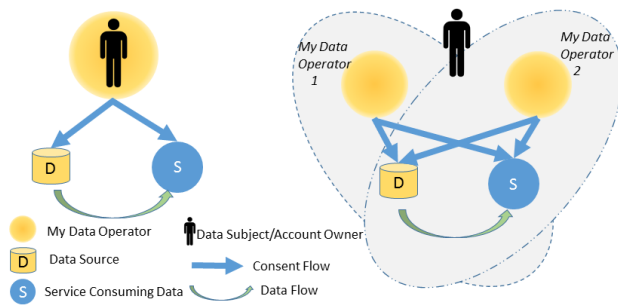 My Data
Operator
1
My Data
Operator
2
D
S
D
S
My Data Operator
Data Subject/Account Owner
D
Data Source
Consent Flow
S
Service Consuming Data
Data Flow